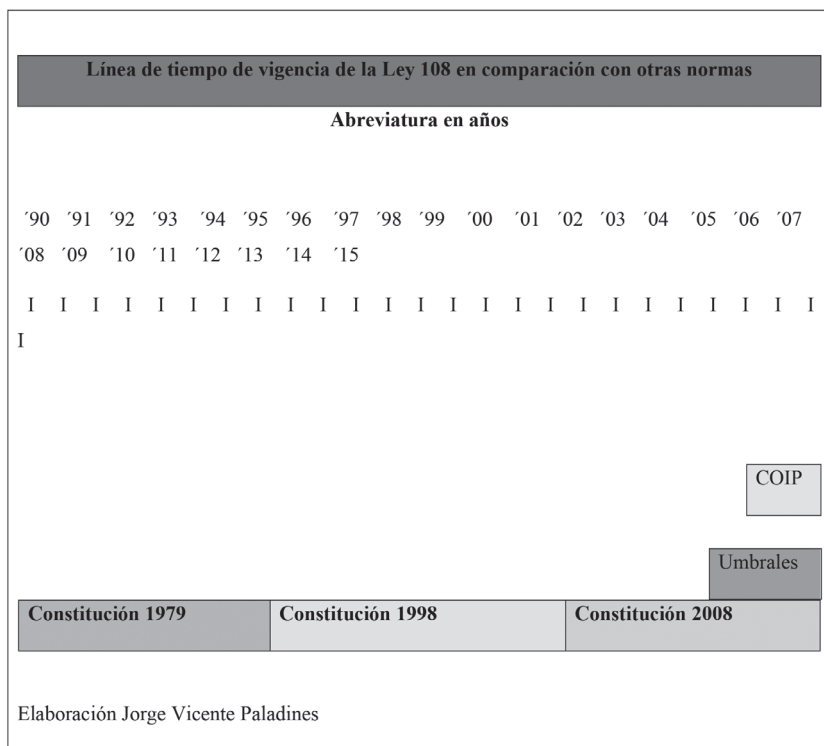 Línea de tiempo de vigencia de la Ley 108 en comparación con otras normas
Abreviatura en años
´90 ´91 ´92 ´93 ´94 ´95 ´96 ´97 ´98 ´99 ´00 ´01 ´02 ´03 ´04 ´05 ´06 ´07
´08 ´09 ´10 ´11 ´12 ´13 ´14 ´15
I I I I I I I I I I I I I I I I I I I I I I I I I
I
COIP
Umbrales
Constitución 1979 Constitución 1998 Constitución 2008
Elaboración Jorge Vicente Paladines